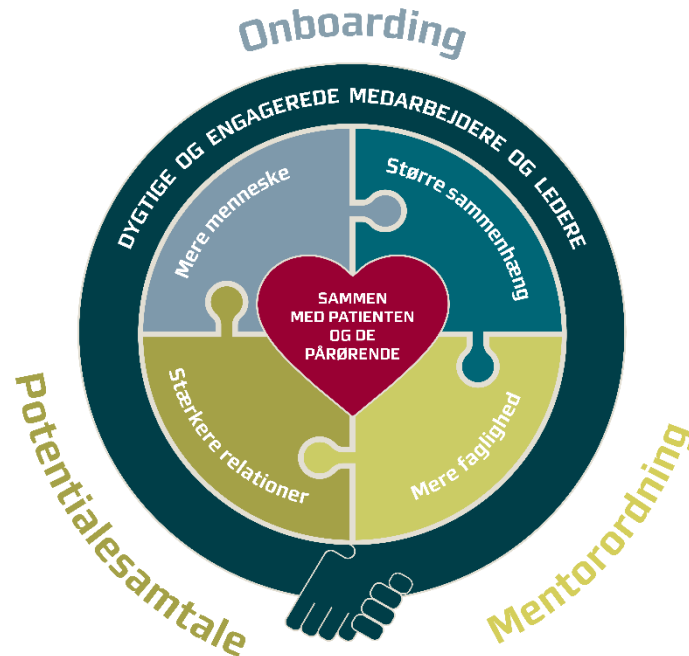 Onboarding
DYGTIGE OG ENGAGEREDE MEDARBEJDERE OG LEDERE
Mere menneske
Større sammenhæng
SAMMEN
MED PATIENTEN
OG DE
PÅRØRENDE
Stærkere relationer
Mere faglighed
Potentialesamtale
Mentorordning